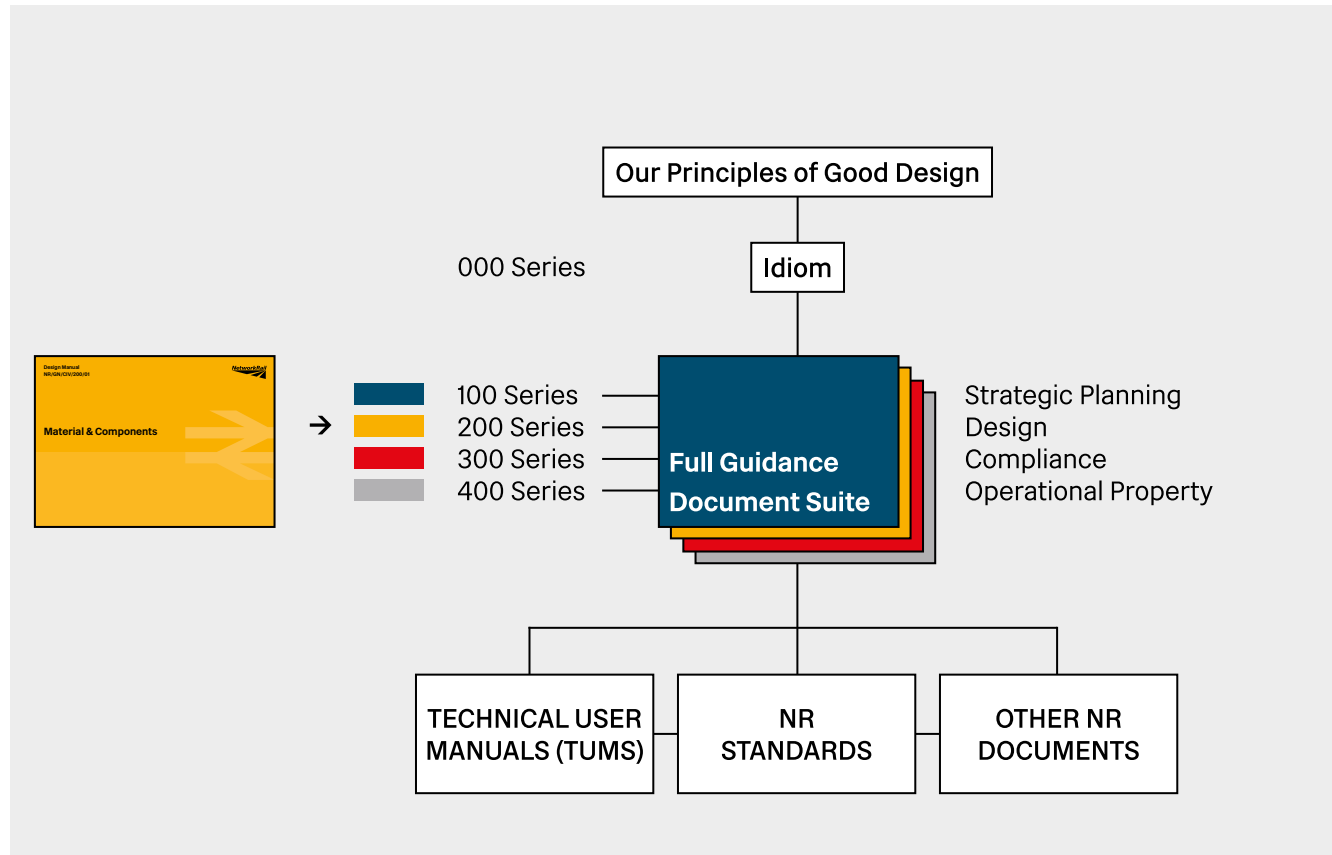 Our Principles of Good Design
000 Series
Idiom
Design Manual
NR/GN/CIV/200/01
NetworkRail
Material & Components
→
100 Series
200 Series
300 Series
400 Series
Full Guidance
Document Suite
Strategic Planning
Design
Compliance
Operational Property
TECHNICAL USER
MANUALS (TUMS)
NR
STANDARDS
OTHER NR
DOCUMENTS